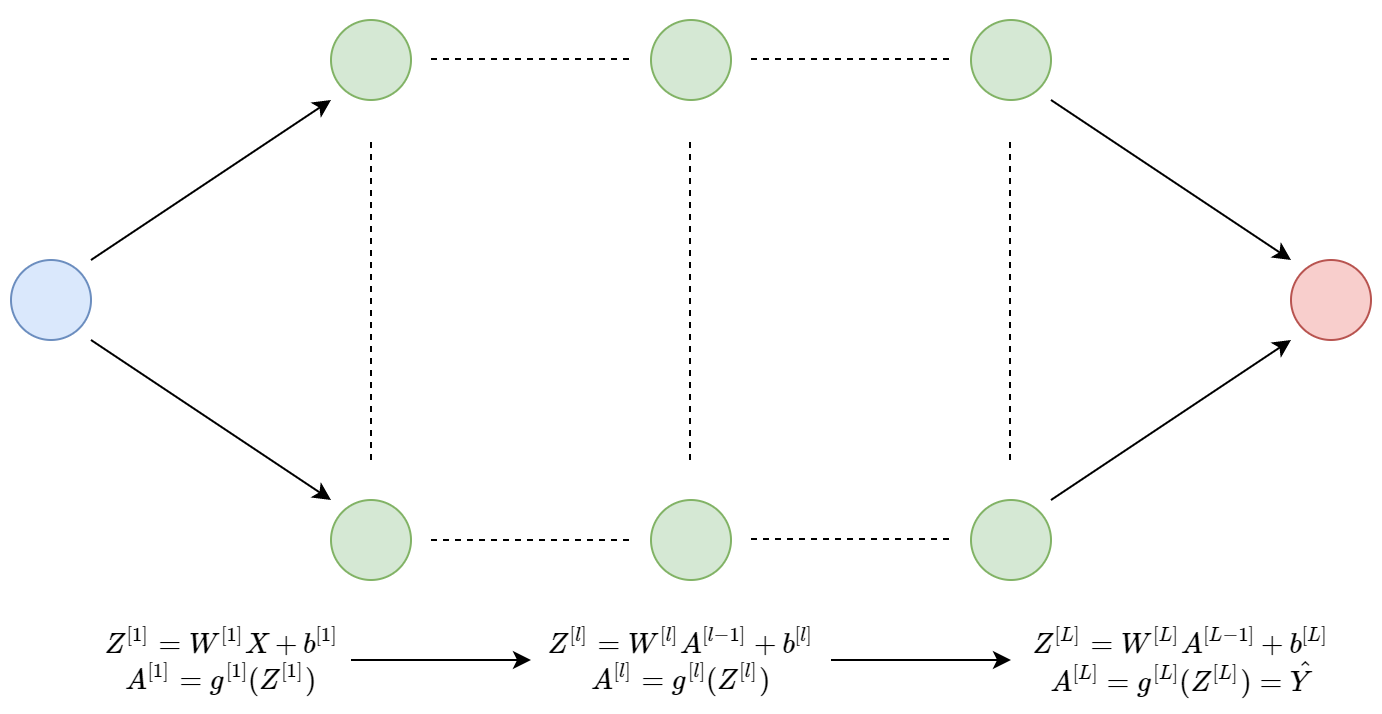 Z^{[1]} = W^{[1]}X + b^{[1]}
A^{[1]} = g^{[1]}(Z^{[1]})
Z^{[l]} = W^{[l]}A^{[l-1]} + b^{[l]}
A^{[l]} = g^{[l]}(Z^{[l]})
Z^{[L]} = W^{[L]}A^{[L-1]} + b^{[L]}
A^{[L]} = g^{[L]}(Z^{[L]}) = \hat{Y}